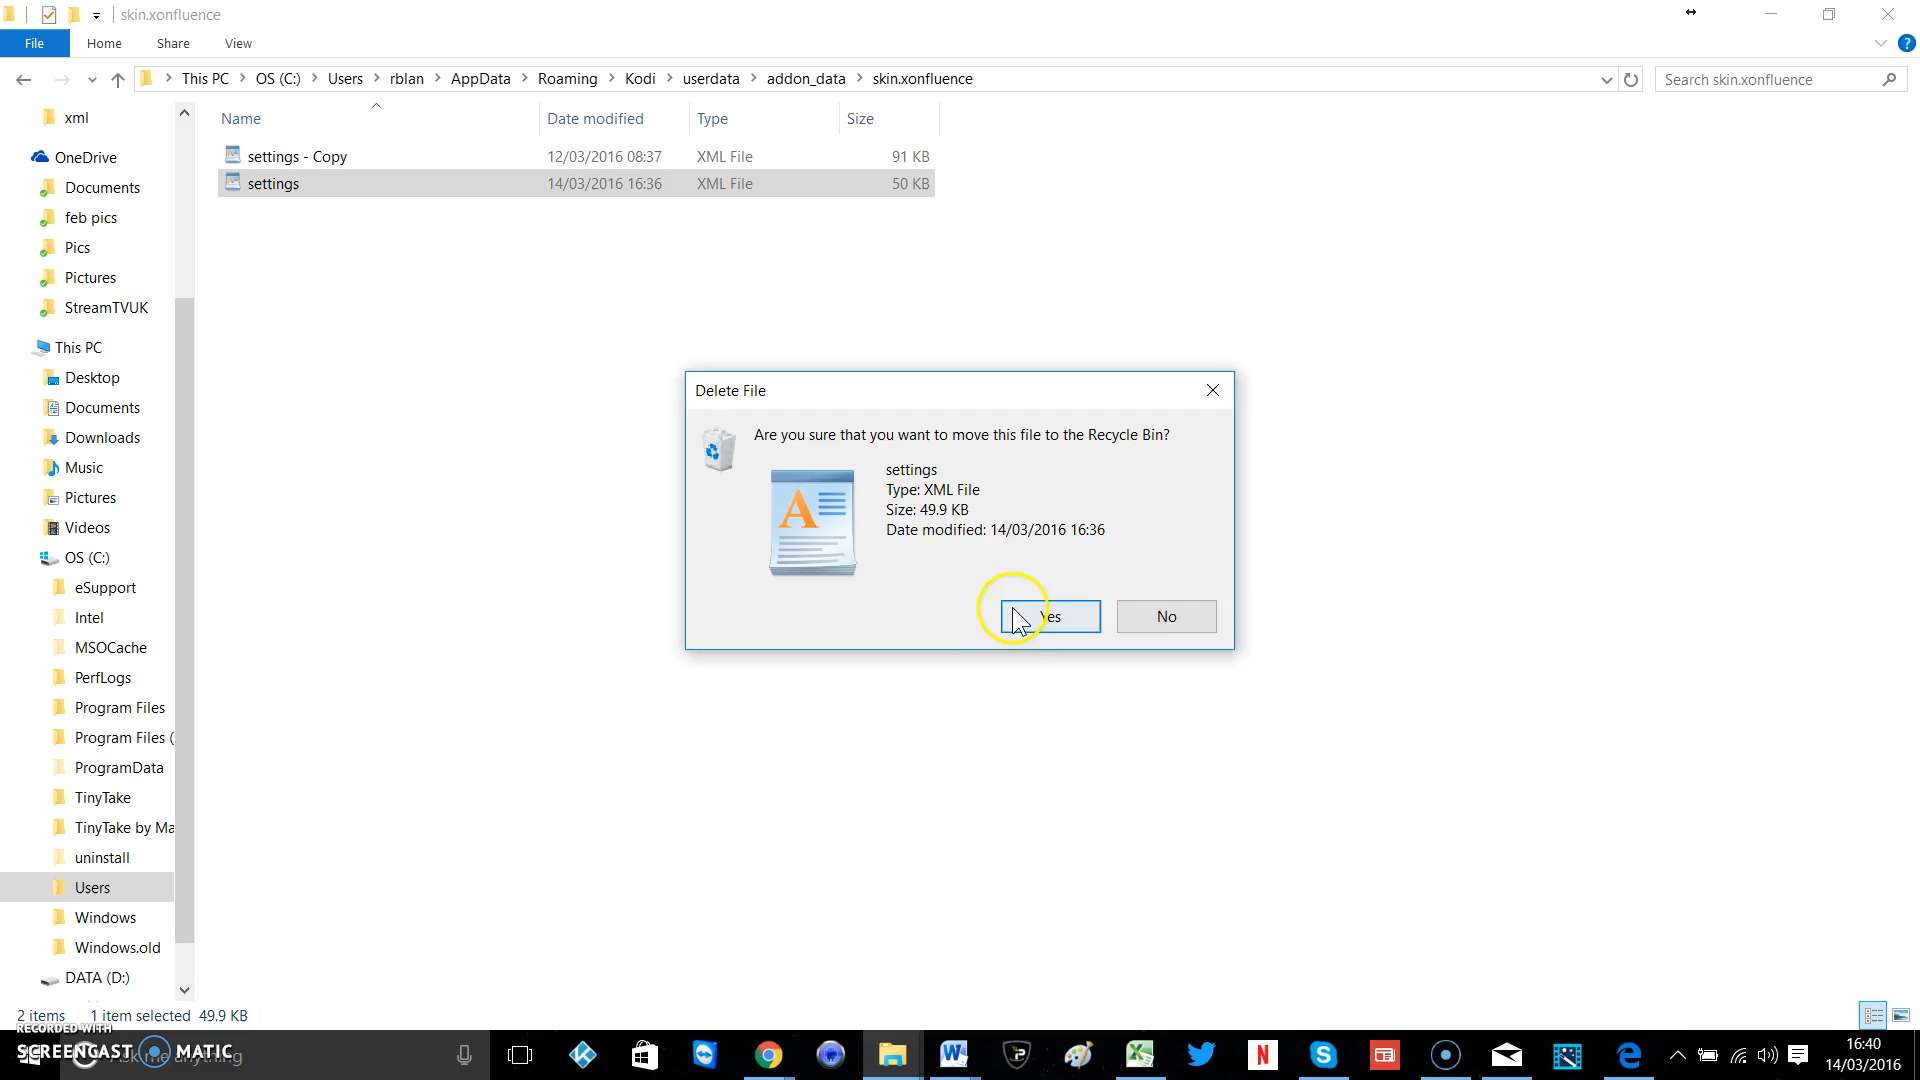 skin.xonfluence
File Home Share View
This PC OS (C:) Users rblan AppData Roaming Kodi userdata addon_data skin.xonfluence
Search skin.xonfluence
Name Date modified Type Size
settings - Copy 12/03/2016 08:37 XML File 91 KB
settings 14/03/2016 16:36 XML File 50 KB
xml
OneDrive
Documents
feb pics
Pics
Pictures
StreamTVUK
This PC
Desktop
Documents
Downloads
Music
Pictures
Videos
OS (C:)
eSupport
Intel
MSOCache
PerfLogs
Program Files
Program Files (
ProgramData
TinyTake
TinyTake by Ma
uninstall
Users
Windows
Windows.old
DATA (D:)
Delete File
Are you sure that you want to move this file to the Recycle Bin?
settings
Type: XML File
Size: 49.9 KB
Date modified: 14/03/2016 16:36
Yes No
2 items 1 item selected 49.9 KB
RECORDED WITH
SCREENCAST MATIC
Ask me anything
16:40
14/03/2016